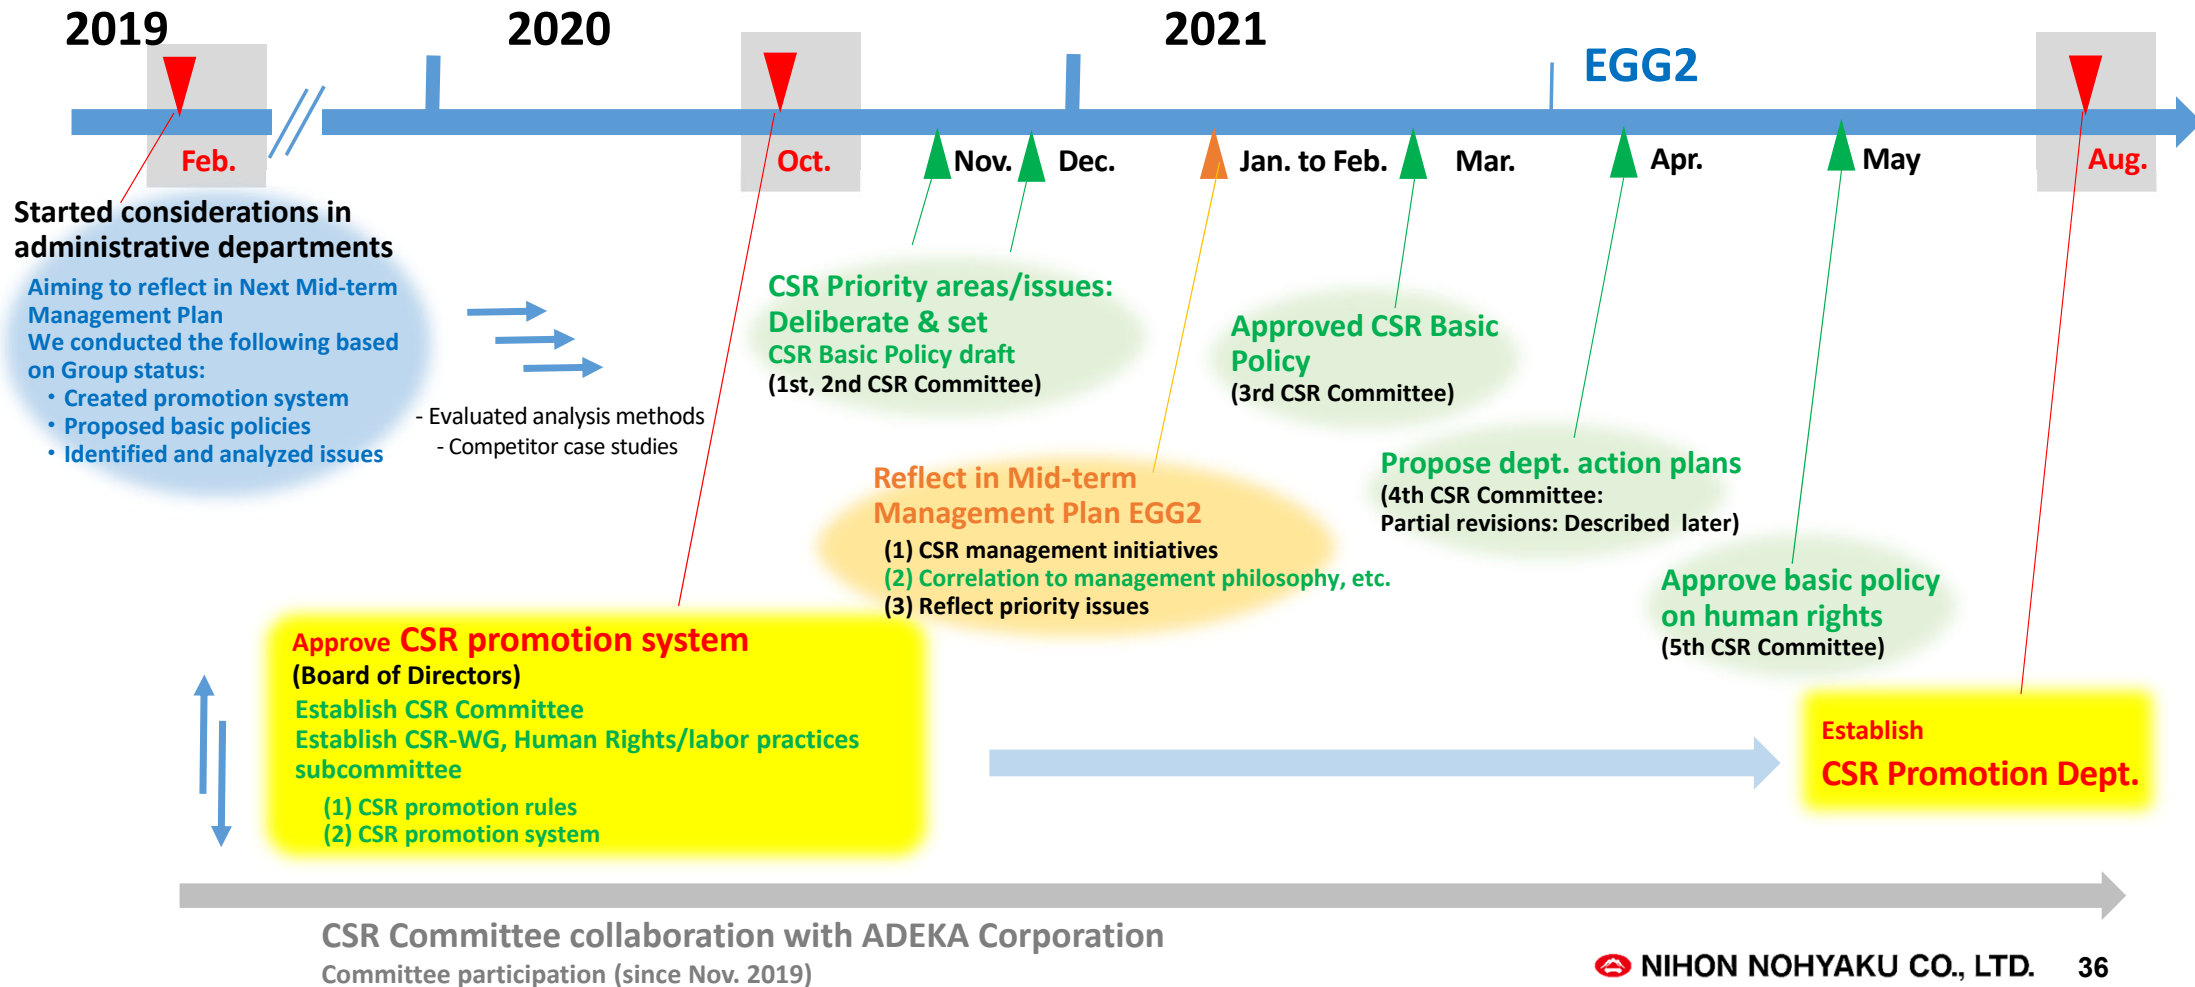 2019
2020
2021
EGG2
Feb.
Oct.
Nov.
Dec.
Jan. to Feb.
Mar.
Apr.
May
Aug.
Started considerations in
administrative departments
Aiming to reflect in Next Mid-term
Management Plan
We conducted the following based
on Group status:
・Created promotion system
・Proposed basic policies
・Identified and analyzed issues
- Evaluated analysis methods
- Competitor case studies
CSR Priority areas/issues:
Deliberate & set
CSR Basic Policy draft
(1st, 2nd CSR Committee)
Approved CSR Basic
Policy
(3rd CSR Committee)
Reflect in Mid-term
Management Plan EGG2
(1) CSR management initiatives
(2) Correlation to management philosophy, etc.
(3) Reflect priority issues
Propose dept. action plans
(4th CSR Committee:
Partial revisions: Described later)
Approve basic policy
on human rights
(5th CSR Committee)
Approve CSR promotion system
(Board of Directors)
Establish CSR Committee
Establish CSR-WG, Human Rights/labor practices
subcommittee
(1) CSR promotion rules
(2) CSR promotion system
Establish
CSR Promotion Dept.
CSR Committee collaboration with ADEKA Corporation
Committee participation (since Nov. 2019)
NIHON NOHYAKU CO., LTD.
36